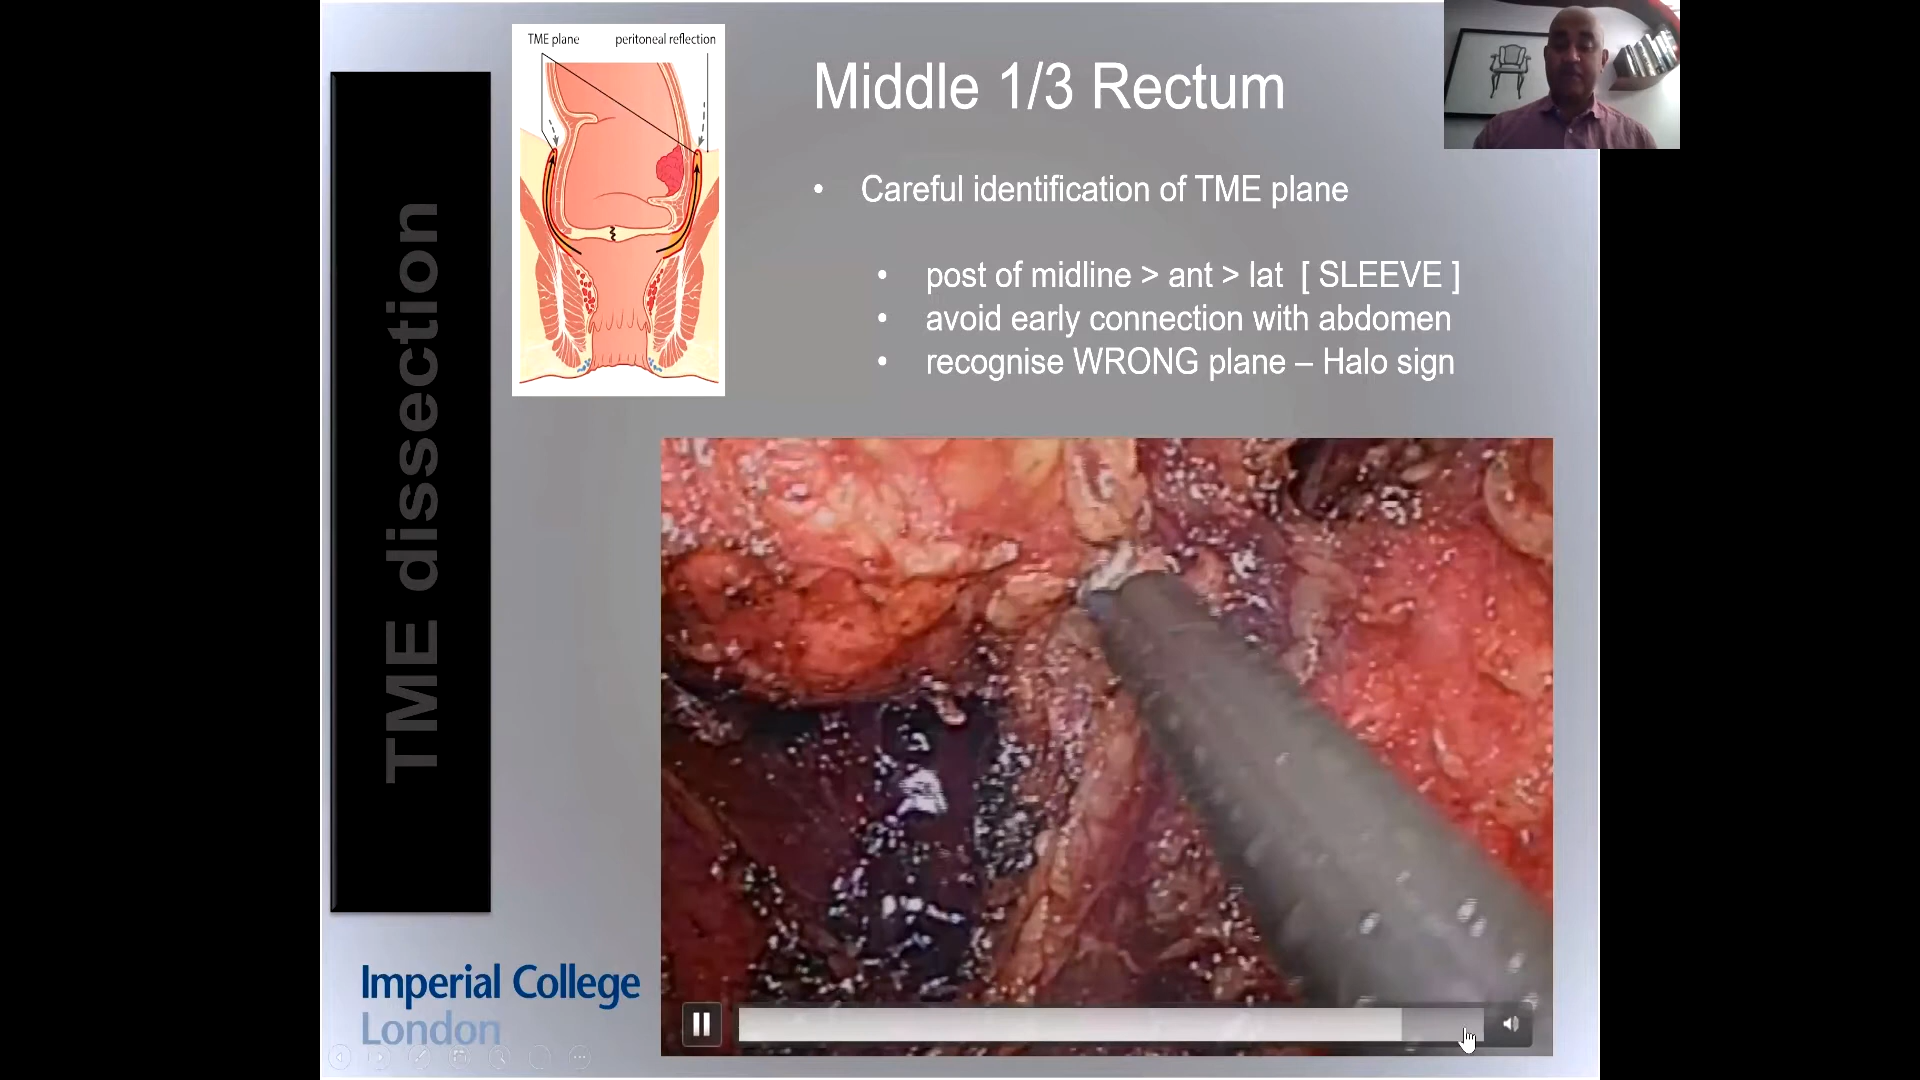 TME plane peritoneal reflection
Middle 1/3 Rectum
• Careful identification of TME plane
• post of midline > ant > lat [ SLEEVE ]
• avoid early connection with abdomen
• recognise WRONG plane – Halo sign
TME dissection
Imperial College
London